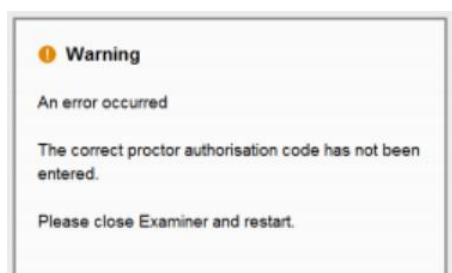 Warning
An error occurred
The correct proctor authorisation code has not been
entered.
Please close Examiner and restart.